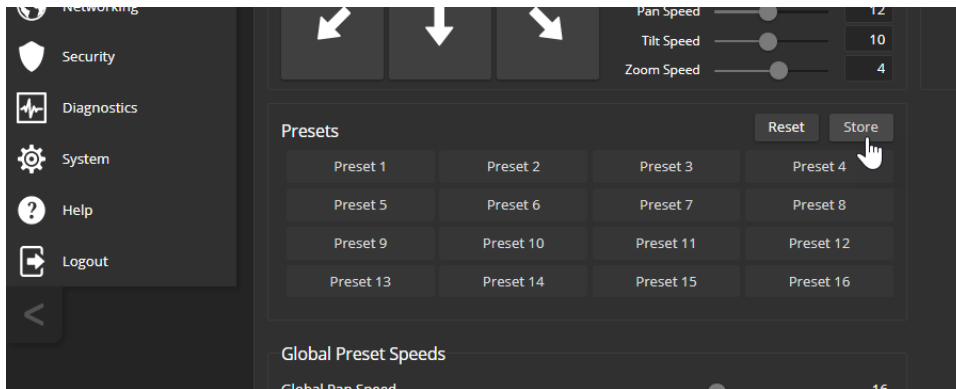 Networking
Security
Diagnostics
System
?
Help
Logout
<
Pan Speed 12
Tilt Speed 10
Zoom Speed 4
Presets Reset Store
Preset 1 Preset 2 Preset 3 Preset 4
Preset 5 Preset 6 Preset 7 Preset 8
Preset 9 Preset 10 Preset 11 Preset 12
Preset 13 Preset 14 Preset 15 Preset 16
Global Preset Speeds
Global Pan Speed 16